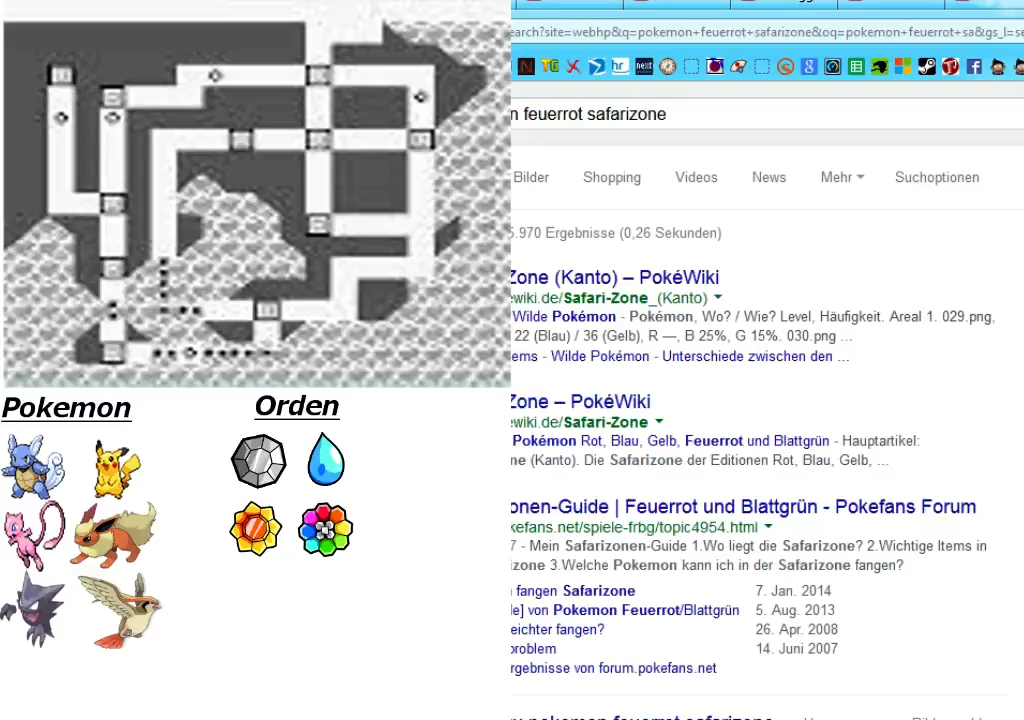 earch?site=webhp&q=pokemon+feuerrot+safarizone&oq=pokemon+feuerrot+sa&gs_l=se
TG
hr
next
n feuerrot safarizone
Bilder Shopping Videos News Mehr Suchoptionen
5.970 Ergebnisse (0,26 Sekunden)
Zone (Kanto) – PokéWiki
ewiki.de/Safari-Zone_(Kanto)
Wilde Pokémon - Pokémon, Wo? / Wie? Level, Häufigkeit. Areal 1. 029.png,
22 (Blau) / 36 (Gelb), R —, B 25%, G 15%. 030.png ...
ems - Wilde Pokémon - Unterschiede zwischen den ...
Zone – PokéWiki
ewiki.de/Safari-Zone
Pokémon Rot, Blau, Gelb, Feuerrot und Blattgrün - Hauptartikel:
ne (Kanto). Die Safarizone der Editionen Rot, Blau, Gelb, ...
Pokemon
Orden
onen-Guide | Feuerrot und Blattgrün - Pokefans Forum
kefans.net/spiele-frbg/topic4954.html
7 - Mein Safarizonen-Guide 1.Wo liegt die Safarizone? 2.Wichtige Items in
izone 3.Welche Pokemon kann ich in der Safarizone fangen?
fangen Safarizone 7. Jan. 2014
le] von Pokemon Feuerrot/Blattgrün 5. Aug. 2013
eichter fangen? 26. Apr. 2008
problem 14. Juni 2007
rgebnisse von forum.pokefans.net